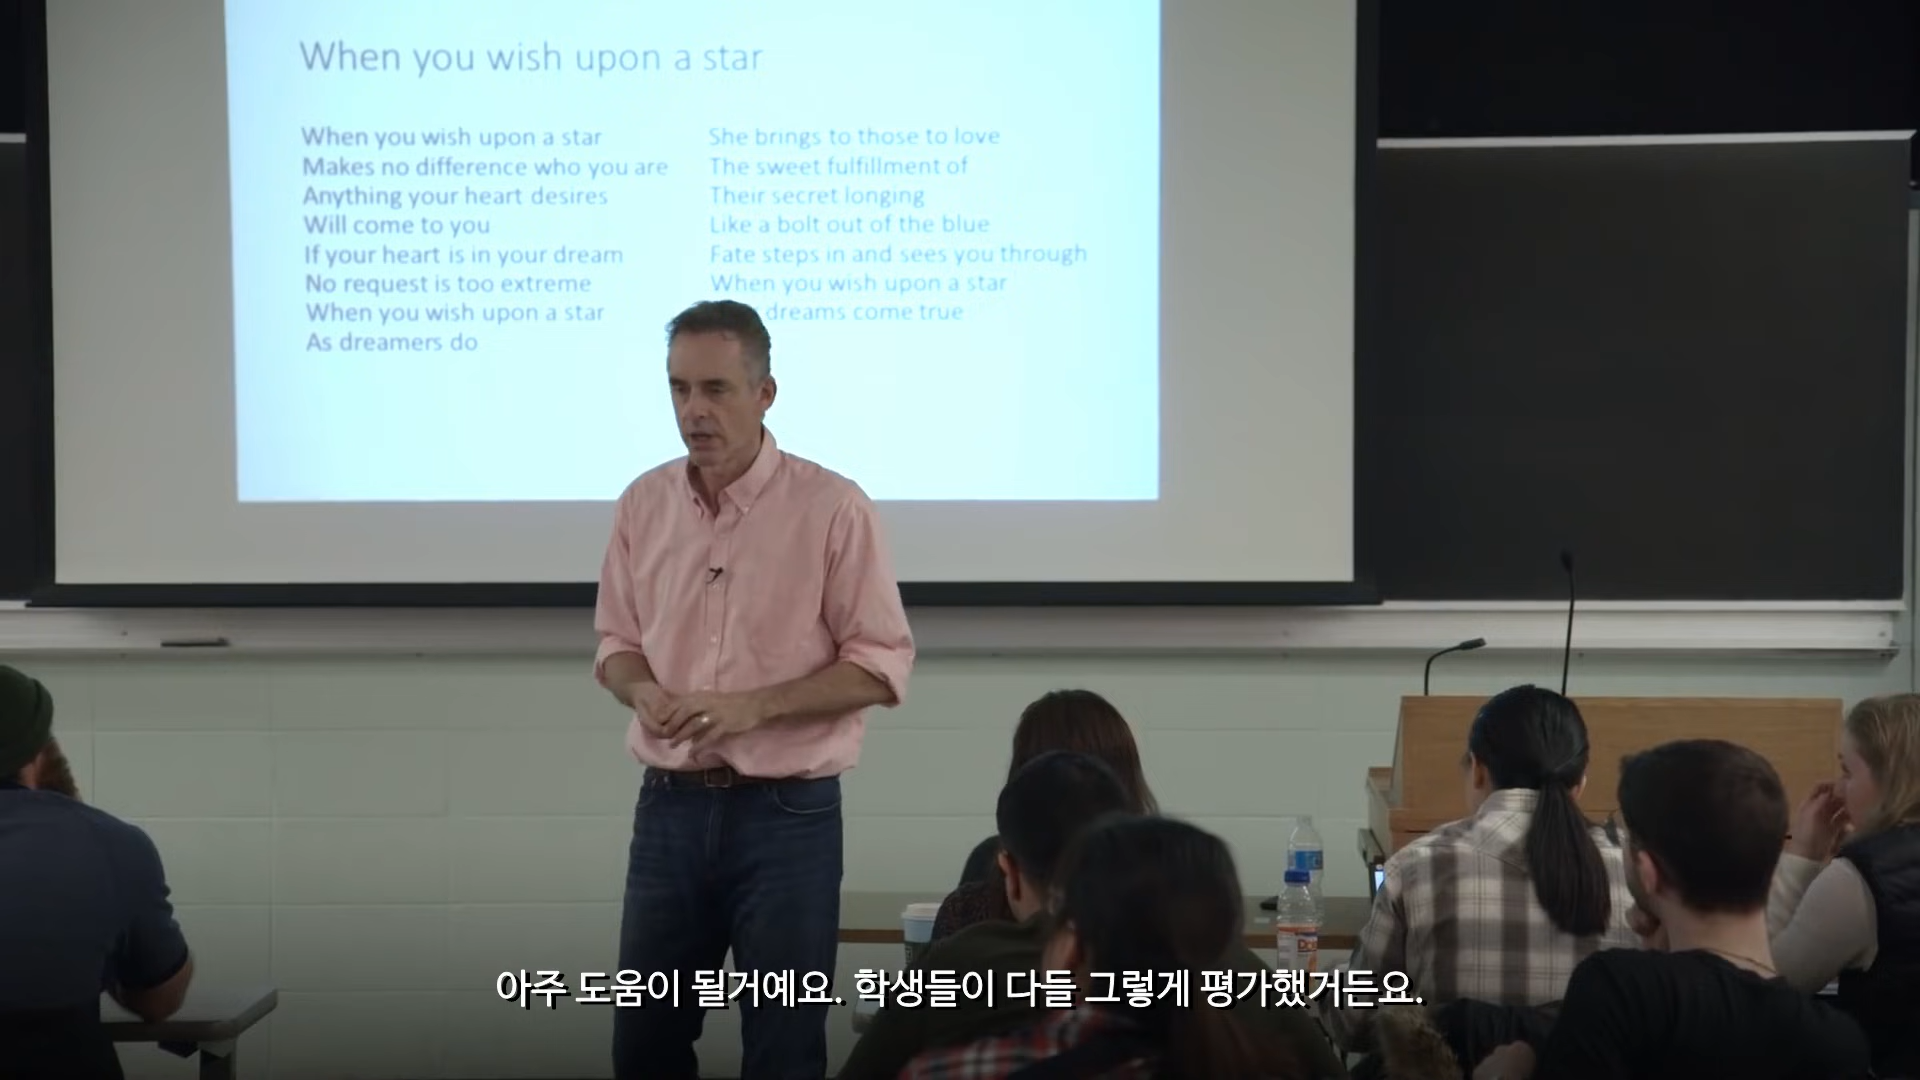 When you wish upon a star
When you wish upon a star
Makes no difference who you are
Anything your heart desires
Will come to you
If your heart is in your dream
No request is too extreme
When you wish upon a star
As dreamers do
She brings to those to love
The sweet fulfillment of
Their secret longing
Like a bolt out of the blue
Fate steps in and sees you through
When you wish upon a star
dreams come true
아주 도움이 될거예요. 학생들이 다들 그렇게 평가했거든요.